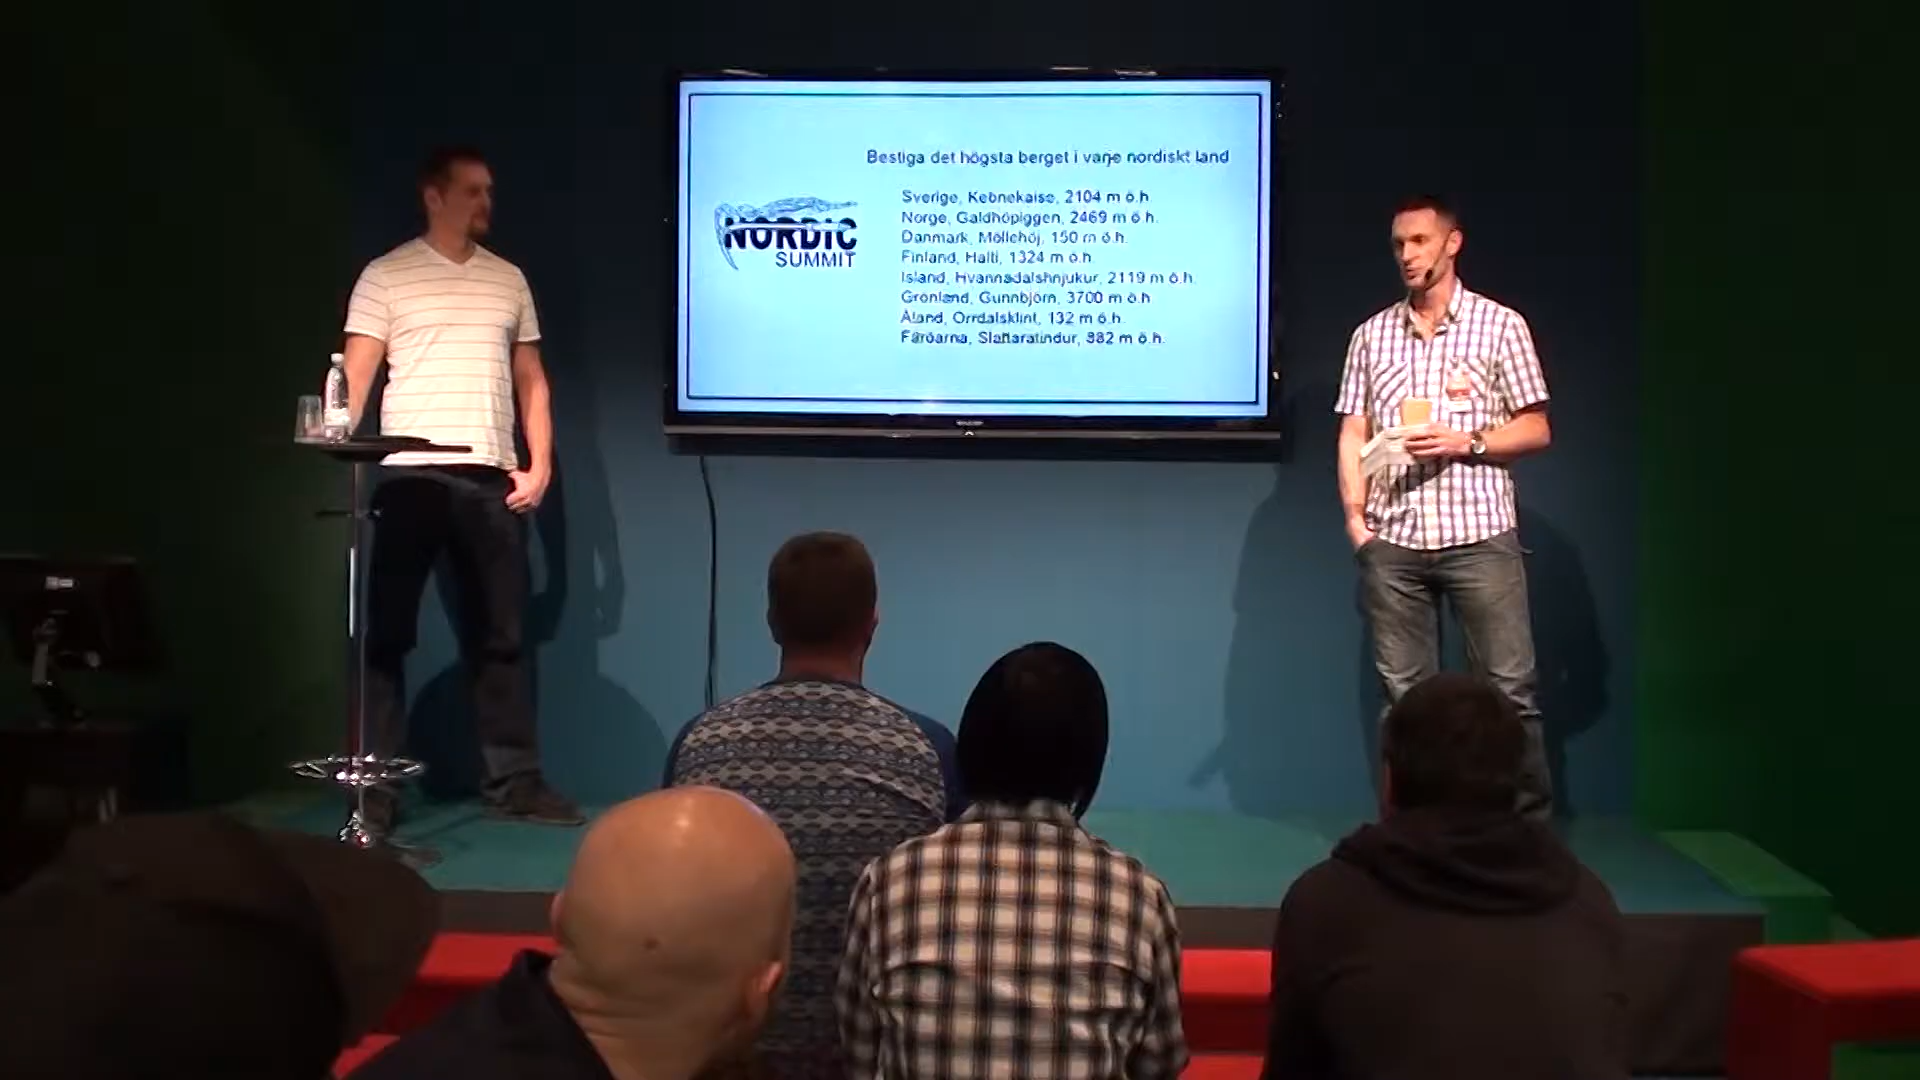 Bestiga det högsta berget i varje nordiskt land
NORDIC
SUMMIT
Sverige, Kebnekaise, 2104 m ö.h.
Norge, Galdhöpiggen, 2469 m ö h.
Danmark, Möllehöj, 150 m ö.h.
Finland, Halti, 1324 m ö.h.
Island, Hvannadalshnjukur, 2119 m ö.h.
Grönland, Gunnbjörn, 3700 m ö.h
Åland, Orrdalsklint, 132 m ö.h.
Färöarna, Slattaratindur, 882 m ö.h.